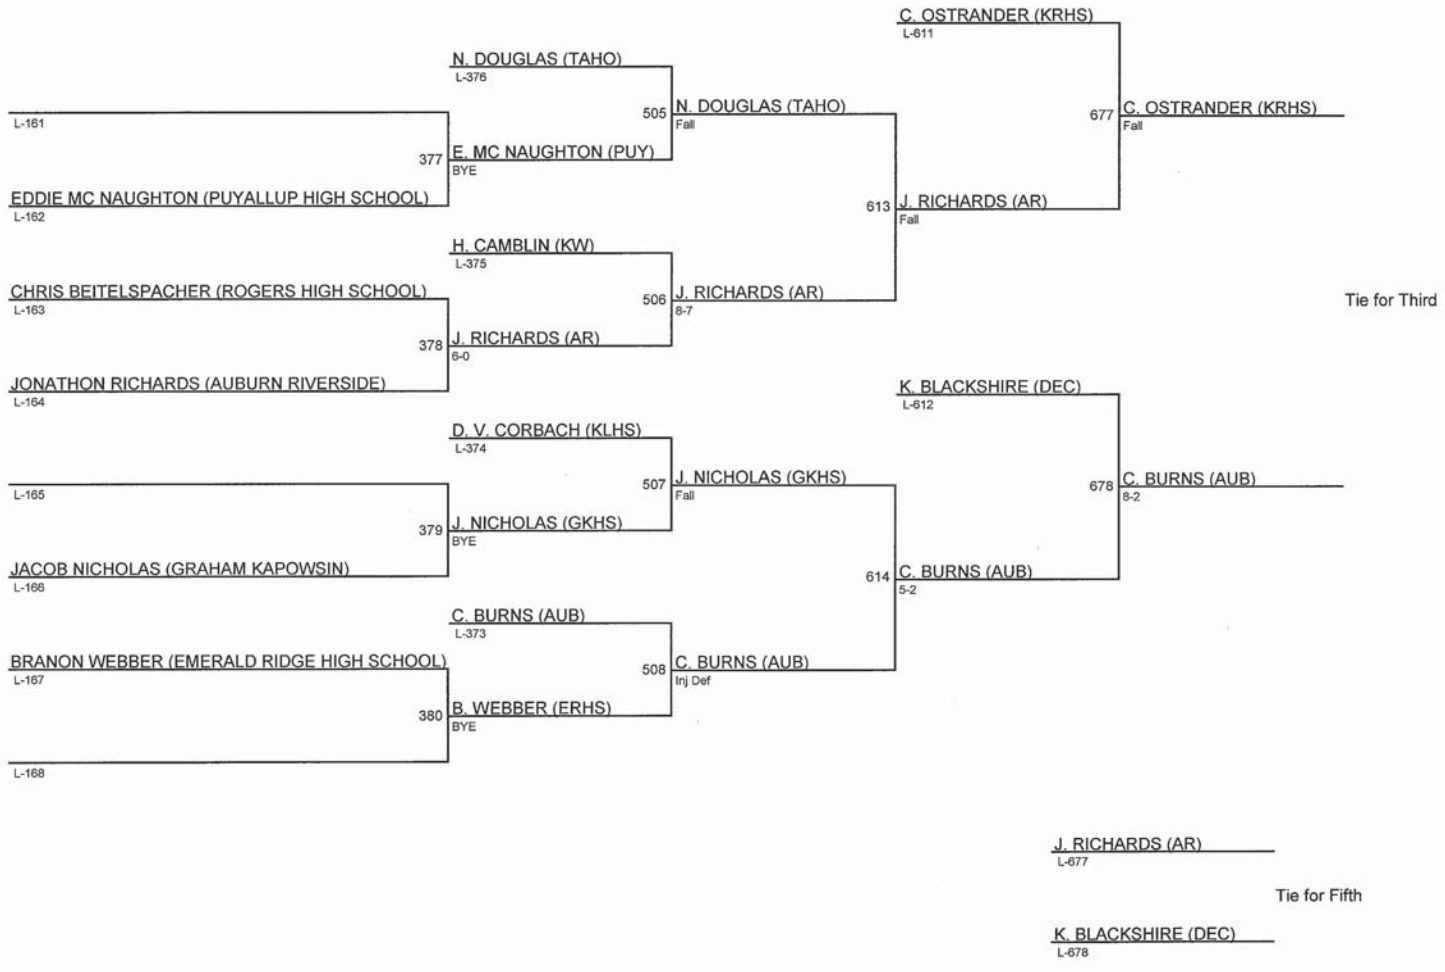 C. OSTRANDER (KRHS)
L-611
N. DOUGLAS (TAHO)
L-376
505 N. DOUGLAS (TAHO)
Fall
677 C. OSTRANDER (KRHS)
Fall
L-161
377 E. MC NAUGHTON (PUY)
BYE
EDDIE MC NAUGHTON (PUYALLUP HIGH SCHOOL)
L-162
613 J. RICHARDS (AR)
Fall
H. CAMBLIN (KW)
L-375
CHRIS BEITELSPACHER (ROGERS HIGH SCHOOL)
L-163
506 J. RICHARDS (AR)
8-7
Tie for Third
378 J. RICHARDS (AR)
6-0
JONATHON RICHARDS (AUBURN RIVERSIDE)
L-164
K. BLACKSHIRE (DEC)
L-612
D. V. CORBACH (KLHS)
L-374
507 J. NICHOLAS (GKHS)
Fall
678 C. BURNS (AUB)
8-2
L-165
379 J. NICHOLAS (GKHS)
BYE
JACOB NICHOLAS (GRAHAM KAPOWSIN)
L-166
614 C. BURNS (AUB)
5-2
C. BURNS (AUB)
L-373
BRANON WEBBER (EMERALD RIDGE HIGH SCHOOL)
L-167
508 C. BURNS (AUB)
Inj Def
380 B. WEBBER (ERHS)
BYE
L-168
J. RICHARDS (AR)
L-677
Tie for Fifth
K. BLACKSHIRE (DEC)
L-678